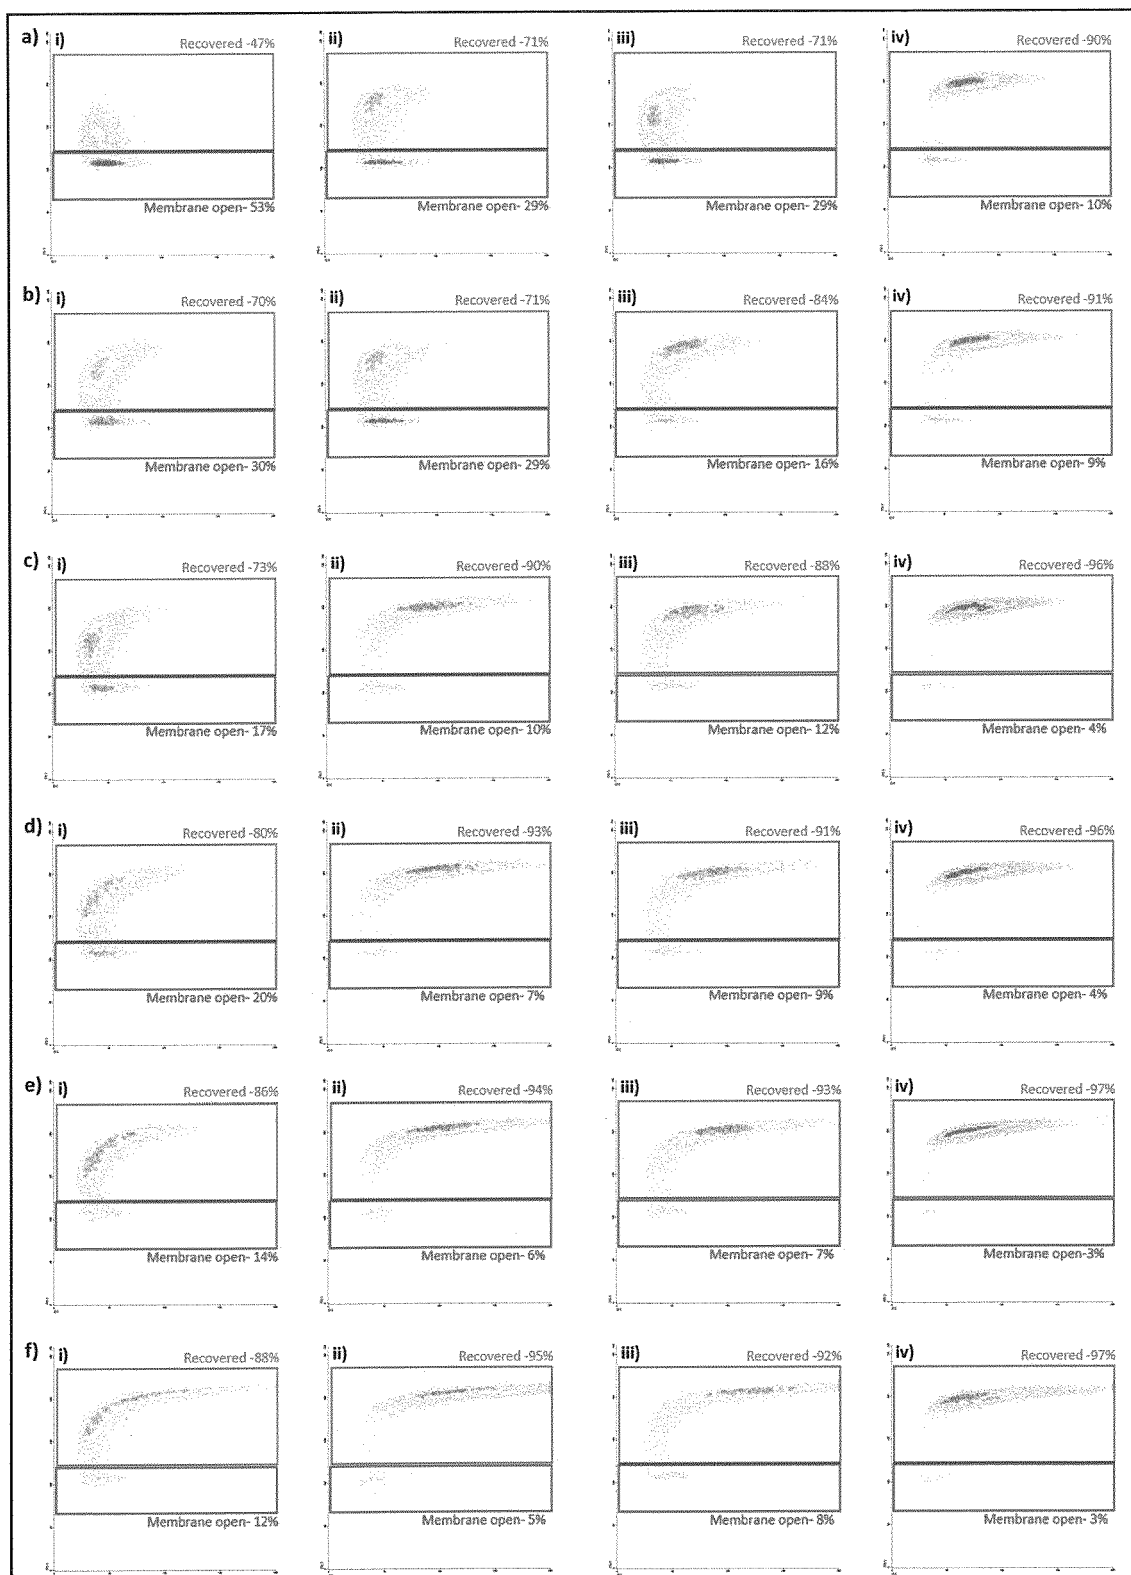 a) i) Recovered -47% ii) Recovered -71% iii) Recovered -71% iv) Recovered -90%
Membrane open- 53% Membrane open- 29% Membrane open- 29% Membrane open- 10%
b) i) Recovered -70% ii) Recovered -71% iii) Recovered -84% iv) Recovered -91%
Membrane open- 30% Membrane open- 29% Membrane open- 16% Membrane open- 9%
c) i) Recovered -73% ii) Recovered -90% iii) Recovered -88% iv) Recovered -96%
Membrane open- 17% Membrane open- 10% Membrane open- 12% Membrane open- 4%
d) i) Recovered -80% ii) Recovered -93% iii) Recovered -91% iv) Recovered -96%
Membrane open- 20% Membrane open- 7% Membrane open- 9% Membrane open- 4%
e) i) Recovered -86% ii) Recovered -94% iii) Recovered -93% iv) Recovered -97%
Membrane open- 14% Membrane open- 6% Membrane open- 7% Membrane open-3%
f) i) Recovered -88% ii) Recovered -95% iii) Recovered -92% iv) Recovered -97%
Membrane open- 12% Membrane open- 5% Membrane open- 8% Membrane open- 3%